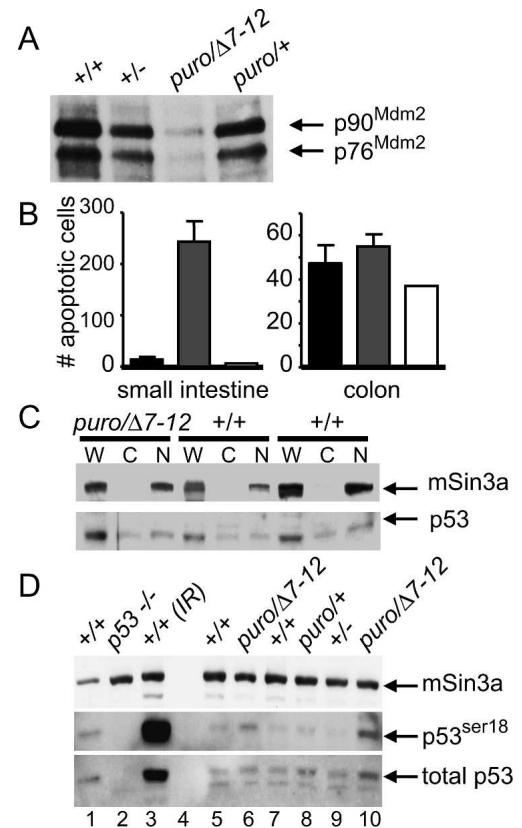 A
+/+ +/- puro/Δ7-12 puro/+
p90Mdm2
p76Mdm2
B
# apoptotic cells
300
200
100
0
60
40
20
0
small intestine colon
C
puro/Δ7-12 +/+ +/+
W C N W C N W C N
mSin3a
p53
D
+/+ p53 -/- +/+ (IR) +/+ puro/Δ7-12 +/+ puro/+ +/- puro/Δ7-12
mSin3a
p53ser18
total p53
1 2 3 4 5 6 7 8 9 10